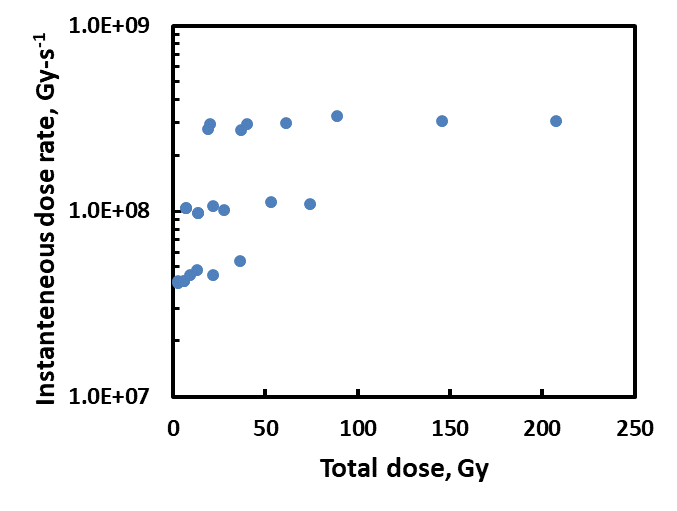 1.0E+09
1.0E+08
1.0E+07
Instanteneous dose rate, Gy-s⁻¹
0 50 100 150 200 250
Total dose, Gy